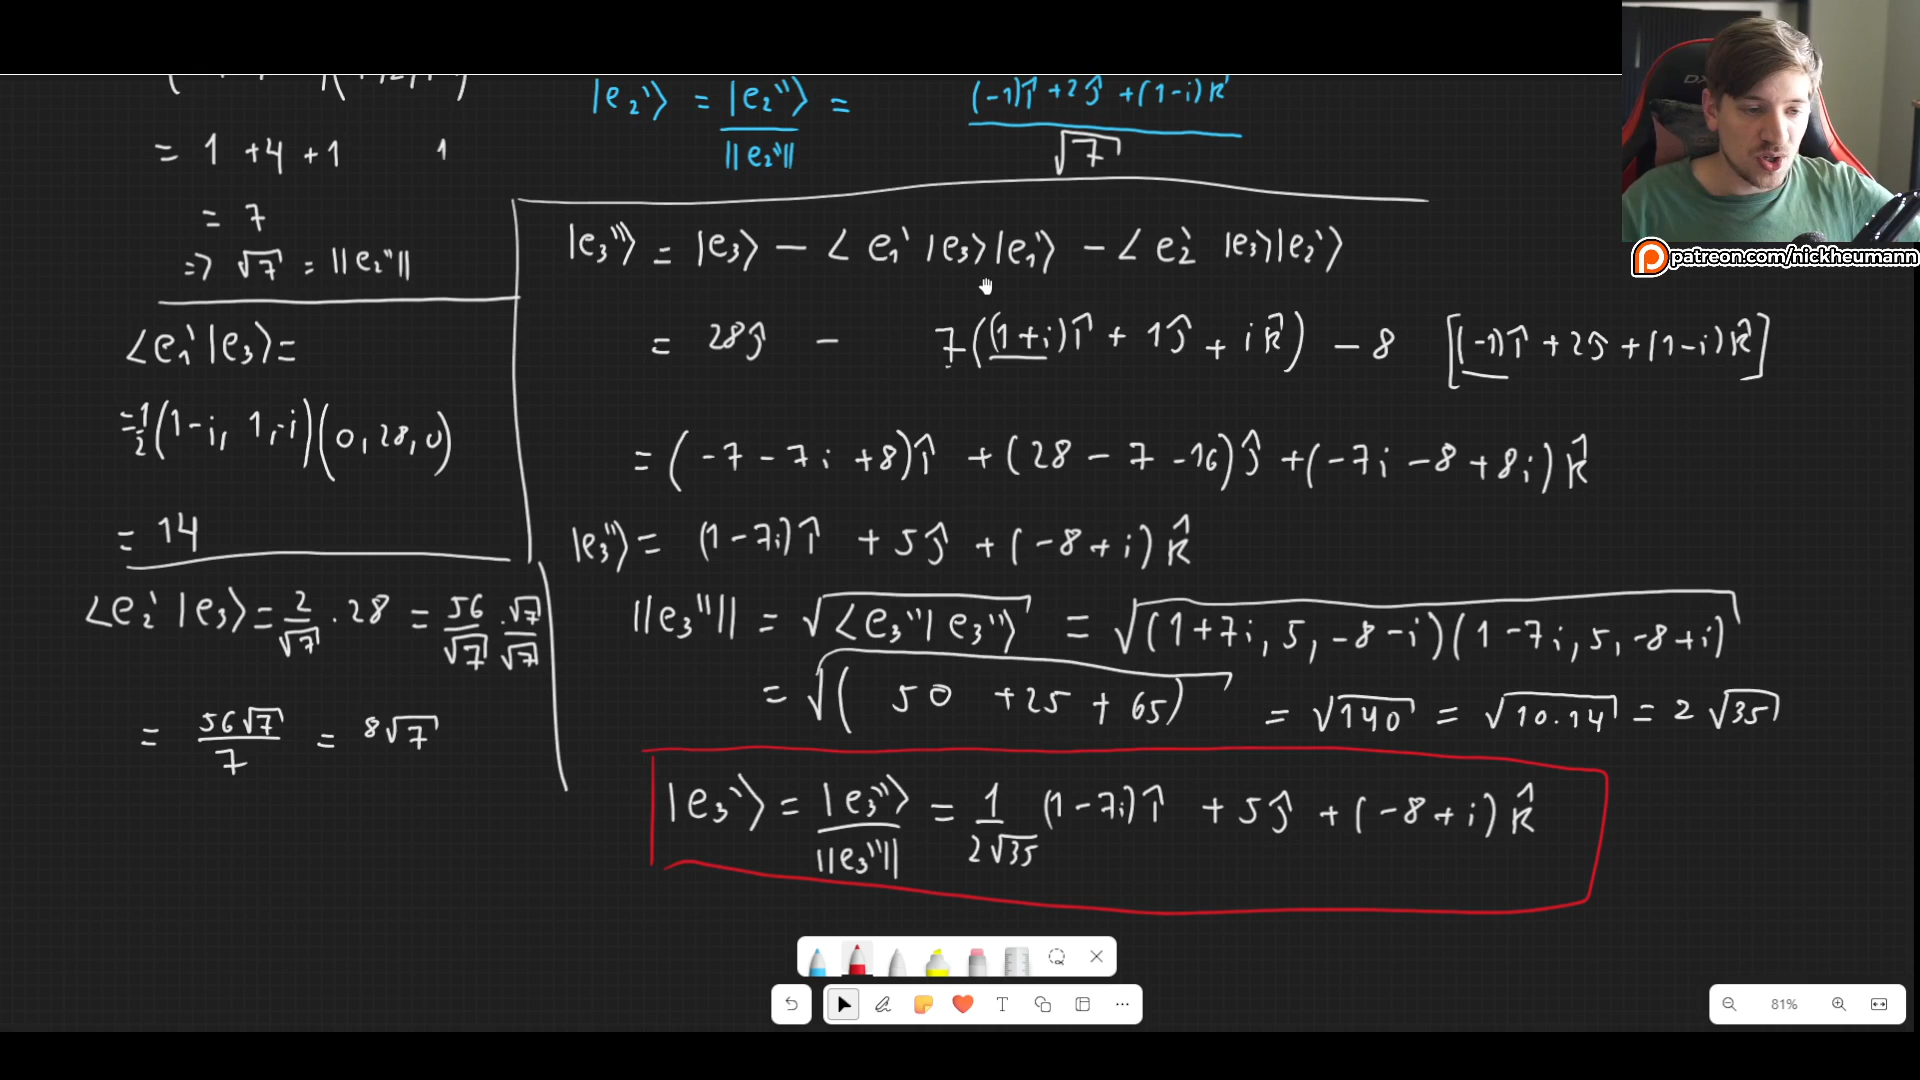 = 1 + 4 + 1 1
= 7
=> √7 = ||e₂''||
⟨e₁'|e₃⟩ =
= 1/2 (1-i, 1, -i)(0, 28, 0)
= 14
⟨e₂'|e₃⟩ = 2/√7 · 28 = 56/√7 · √7/√7
= 56√7/7 = 8√7
|e₂'⟩ = |e₂''⟩/||e₂''|| = ((-1)î + 2ĵ + (1-i)k̂)/√7
|e₃''⟩ = |e₃⟩ - ⟨e₁'|e₃⟩|e₁'⟩ - ⟨e₂'|e₃⟩|e₂'⟩
= 28ĵ - 7((1+i)î + 1ĵ + ik̂) - 8[(-1)î + 2ĵ + (1-i)k̂]
= (-7-7i+8)î + (28-7-16)ĵ + (-7i-8+8i)k̂
|e₃''⟩ = (1-7i)î + 5ĵ + (-8+i)k̂
||e₃''|| = √⟨e₃''|e₃''⟩ = √(1+7i, 5, -8-i)(1-7i, 5, -8+i)
= √(50 + 25 + 65) = √140 = √10·14 = 2√35
|e₃'⟩ = |e₃''⟩/||e₃''|| = 1/2√35 (1-7i)î + 5ĵ + (-8+i)k̂
patreon.com/nickheumann
T
81%